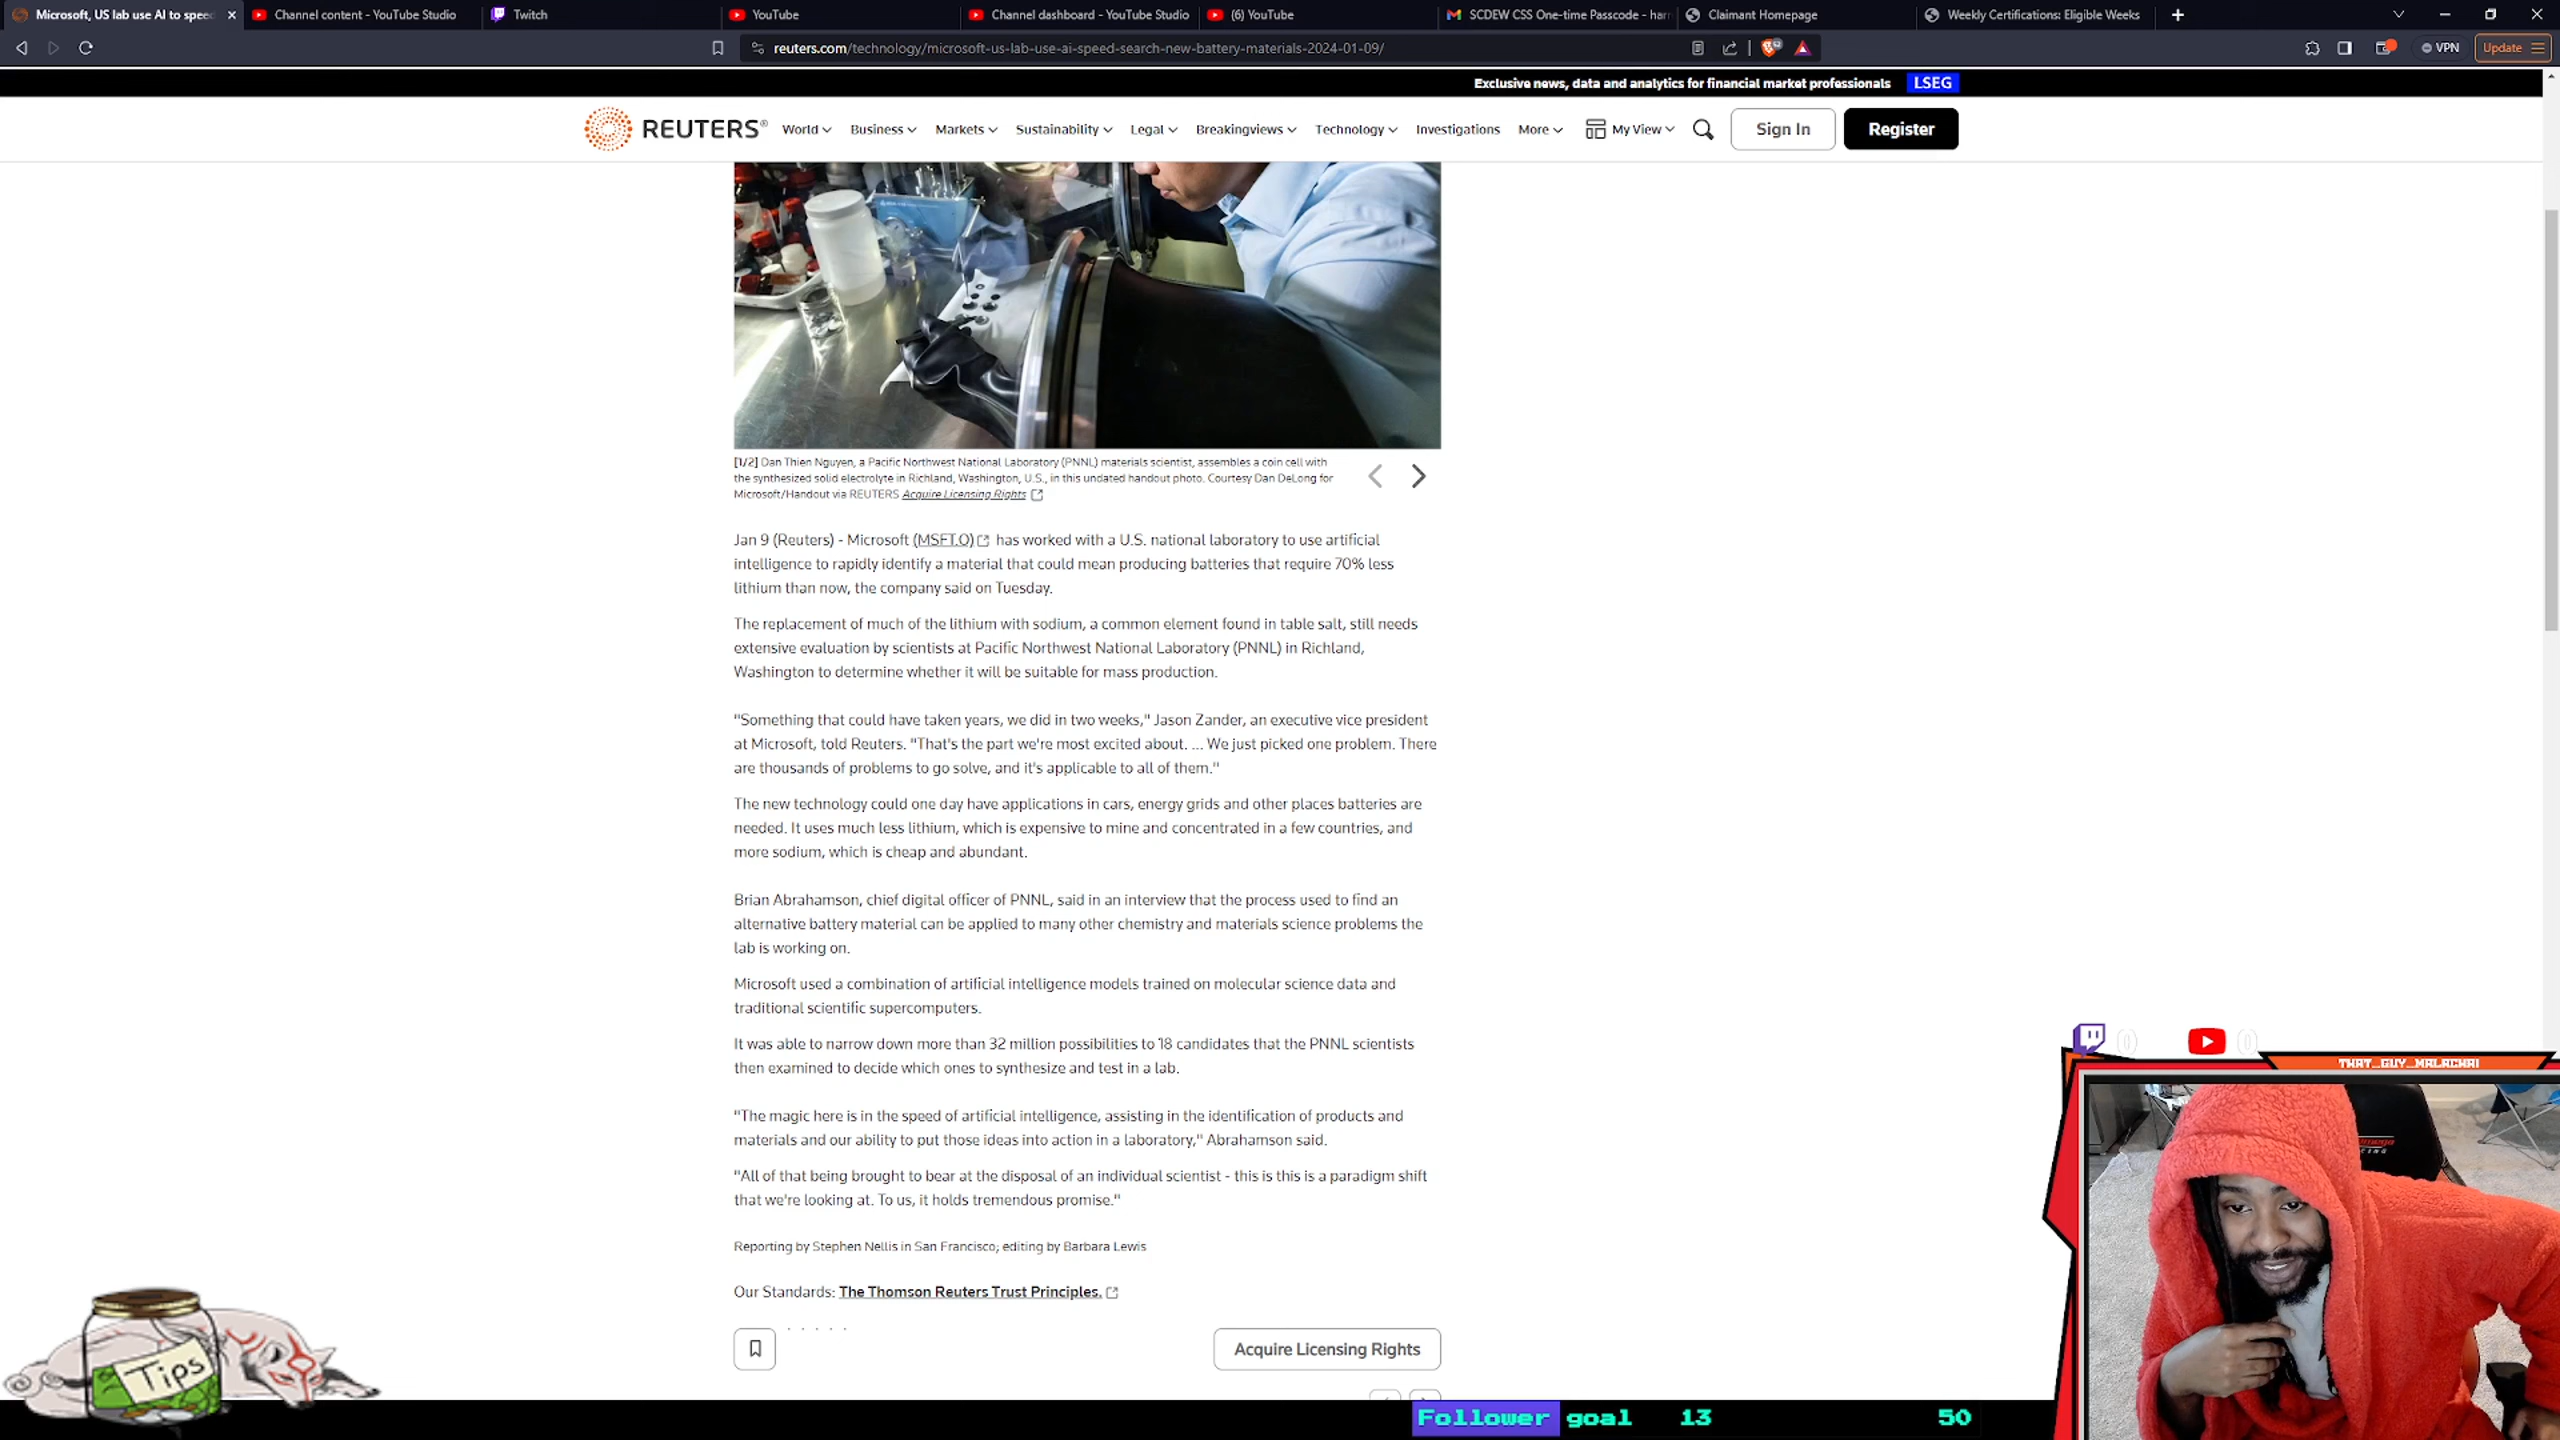 Microsoft, US lab use AI to speed
Channel content - YouTube Studio
Twitch
YouTube
Channel dashboard - YouTube Studio
(6) YouTube
SCDEW CSS One-time Passcode - harr
Claimant Homepage
Weekly Certifications: Eligible Weeks
reuters.com/technology/microsoft-us-lab-use-ai-speed-search-new-battery-materials-2024-01-09/
VPN
Update
Exclusive news, data and analytics for financial market professionals
LSEG
REUTERS®
World
Business
Markets
Sustainability
Legal
Breakingviews
Technology
Investigations
More
My View
Sign In
Register
[1/2] Dan Thien Nguyen, a Pacific Northwest National Laboratory (PNNL) materials scientist, assembles a coin cell with
the synthesized solid electrolyte in Richland, Washington, U.S., in this undated handout photo. Courtesy Dan DeLong for
Microsoft/Handout via REUTERS Acquire Licensing Rights
Jan 9 (Reuters) - Microsoft (MSFT.O) has worked with a U.S. national laboratory to use artificial
intelligence to rapidly identify a material that could mean producing batteries that require 70% less
lithium than now, the company said on Tuesday.
The replacement of much of the lithium with sodium, a common element found in table salt, still needs
extensive evaluation by scientists at Pacific Northwest National Laboratory (PNNL) in Richland,
Washington to determine whether it will be suitable for mass production.
"Something that could have taken years, we did in two weeks," Jason Zander, an executive vice president
at Microsoft, told Reuters. "That's the part we're most excited about. ... We just picked one problem. There
are thousands of problems to go solve, and it's applicable to all of them."
The new technology could one day have applications in cars, energy grids and other places batteries are
needed. It uses much less lithium, which is expensive to mine and concentrated in a few countries, and
more sodium, which is cheap and abundant.
Brian Abrahamson, chief digital officer of PNNL, said in an interview that the process used to find an
alternative battery material can be applied to many other chemistry and materials science problems the
lab is working on.
Microsoft used a combination of artificial intelligence models trained on molecular science data and
traditional scientific supercomputers.
It was able to narrow down more than 32 million possibilities to 18 candidates that the PNNL scientists
then examined to decide which ones to synthesize and test in a lab.
"The magic here is in the speed of artificial intelligence, assisting in the identification of products and
materials and our ability to put those ideas into action in a laboratory," Abrahamson said.
"All of that being brought to bear at the disposal of an individual scientist - this is this is a paradigm shift
that we're looking at. To us, it holds tremendous promise."
Reporting by Stephen Nellis in San Francisco; editing by Barbara Lewis
Our Standards: The Thomson Reuters Trust Principles.
Acquire Licensing Rights
0
0
THAT_GUY_MALACHAI
Tips
Follower goal 13 50